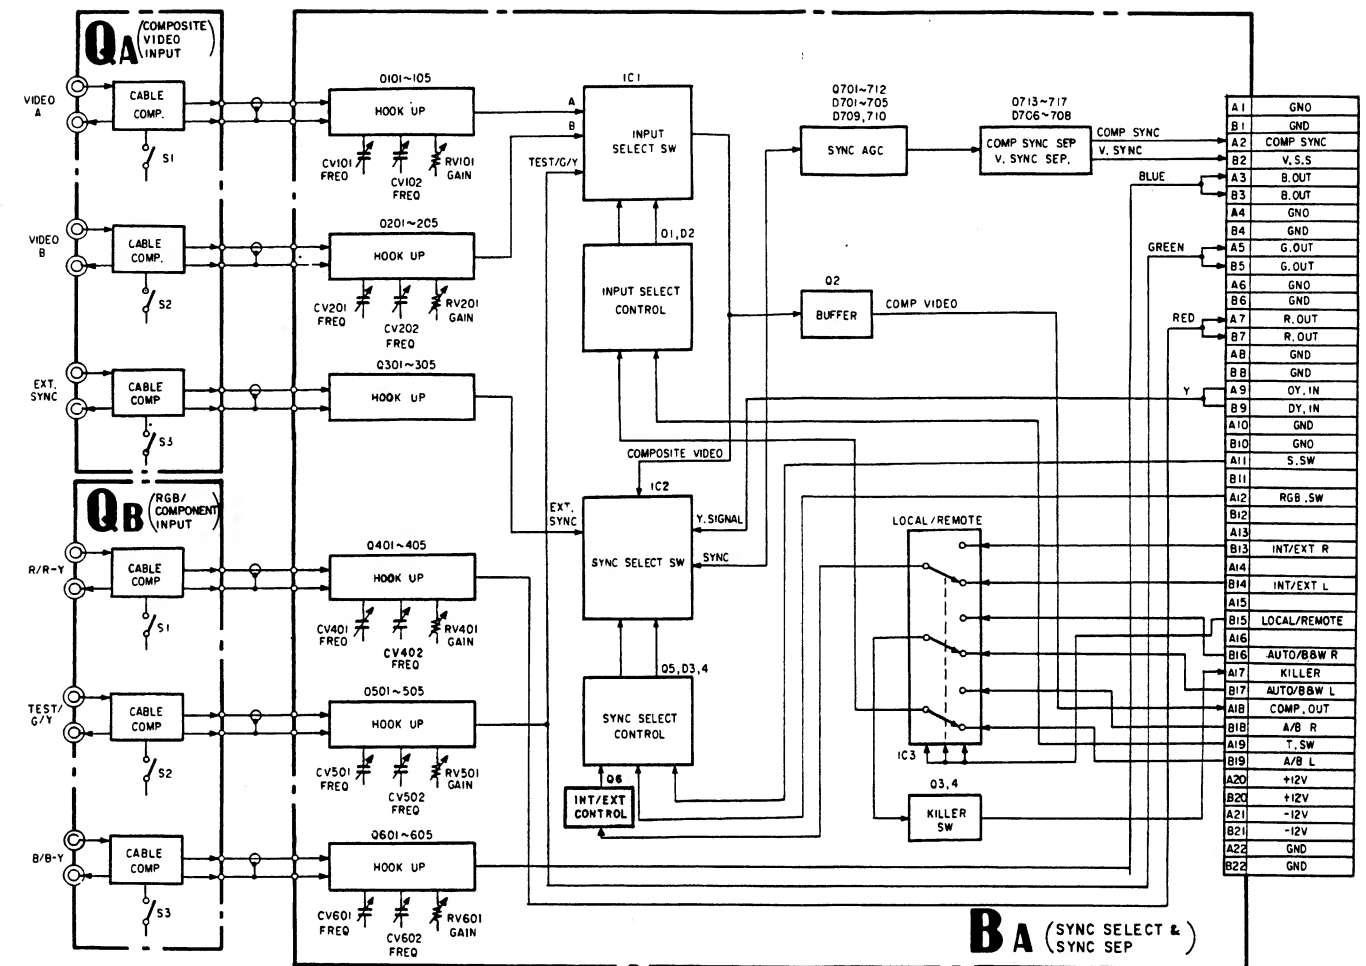 QA (COMPOSITE VIDEO INPUT)
VIDEO A
CABLE COMP.
S1
VIDEO B
CABLE COMP.
S2
EXT. SYNC
CABLE COMP
S3
QB (RGB/ COMPONENT INPUT)
R/R-Y
CABLE COMP
S1
TEST/ G/Y
CABLE COMP
S2
B/B-Y
CABLE COMP
S3
Q101~105
HOOK UP
CV101 FREQ
CV102 FREQ
RV101 GAIN
Q201~205
HOOK UP
CV201 FREQ
CV202 FREQ
RV201 GAIN
Q301~305
HOOK UP
Q401~405
HOOK UP
CV401 FREQ
CV402 FREQ
RV401 GAIN
Q501~505
HOOK UP
CV501 FREQ
CV502 FREQ
RV501 GAIN
Q601~605
HOOK UP
CV601 FREQ
CV602 FREQ
RV601 GAIN
IC1
A
B
TEST/G/Y
INPUT SELECT SW
Q1,D2
INPUT SELECT CONTROL
COMPOSITE VIDEO
IC2
EXT. SYNC
SYNC SELECT SW
Y.SIGNAL
SYNC
Q5,D3,4
SYNC SELECT CONTROL
Q6
INT/EXT CONTROL
Q701~712
D701~705
D709,710
SYNC AGC
Q713~717
D706~708
COMP SYNC SEP
V. SYNC SEP.
COMP SYNC
V. SYNC
Q2
BUFFER
COMP VIDEO
BLUE
GREEN
RED
Y
LOCAL/REMOTE
IC3
Q3,4
KILLER SW
BA (SYNC SELECT & SYNC SEP)
A1 GND
B1 GND
A2 COMP SYNC
B2 V.S.S
A3 B.OUT
B3 B.OUT
A4 GND
B4 GND
A5 G.OUT
B5 G.OUT
A6 GND
B6 GND
A7 R.OUT
B7 R.OUT
A8 GND
B8 GND
A9 DY.IN
B9 DY.IN
A10 GND
B10 GND
A11 S.SW
B11
A12 RGB.SW
B12
A13
B13 INT/EXT R
A14
B14 INT/EXT L
A15
B15 LOCAL/REMOTE
A16
B16 AUTO/B&W R
A17 KILLER
B17 AUTO/B&W L
A18 COMP.OUT
B18 A/B R
A19 T.SW
B19 A/B L
A20 +12V
B20 +12V
A21 -12V
B21 -12V
A22 GND
B22 GND